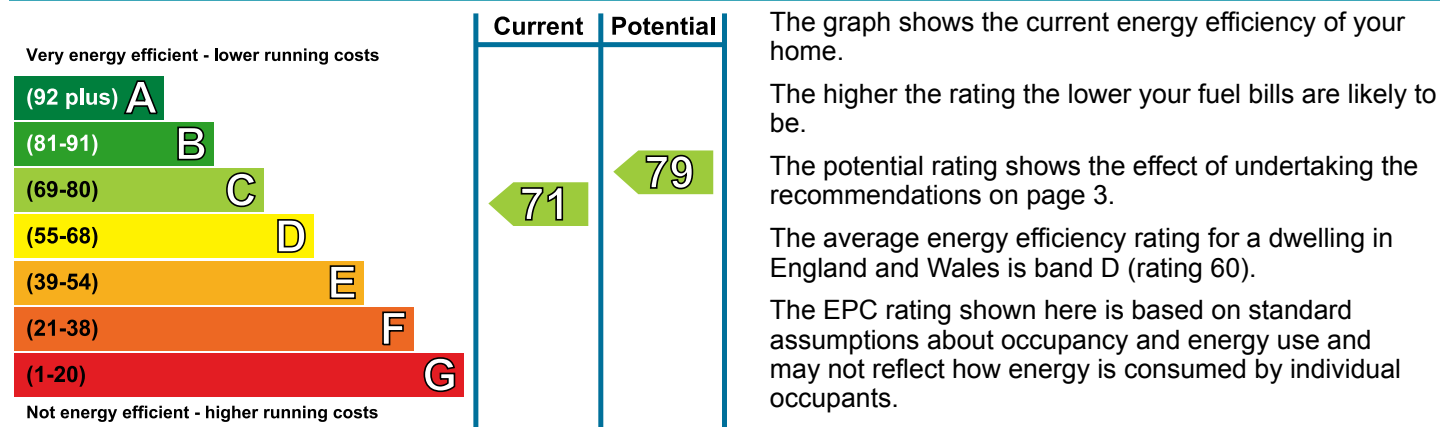 Very energy efficient - lower running costs
(92 plus) A
(81-91) B
(69-80) C
(55-68) D
(39-54) E
(21-38) F
(1-20) G
Not energy efficient - higher running costs
Current
71
Potential
79
The graph shows the current energy efficiency of your
home.
The higher the rating the lower your fuel bills are likely to
be.
The potential rating shows the effect of undertaking the
recommendations on page 3.
The average energy efficiency rating for a dwelling in
England and Wales is band D (rating 60).
The EPC rating shown here is based on standard
assumptions about occupancy and energy use and
may not reflect how energy is consumed by individual
occupants.